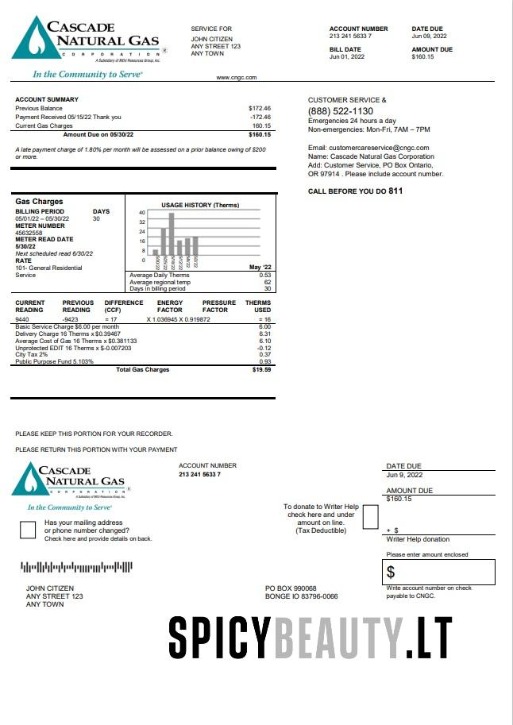 CASCADE
NATURAL GAS
CORPORATION
A Subsidiary of MDU Resources Group, Inc.
In the Community to Serve®
SERVICE FOR
JOHN CITIZEN
ANY STREET 123
ANY TOWN
ACCOUNT NUMBER
213 241 5633 7
DATE DUE
Jun 09, 2022
BILL DATE
Jun 01, 2022
AMOUNT DUE
$160.15
www.cngc.com
ACCOUNT SUMMARY
Previous Balance $172.46
Payment Received 05/15/22 Thank you -172.46
Current Gas Charges 160.15
Amount Due on 05/30/22 $160.15
A late payment charge of 1.80% per month will be assessed on a prior balance owing of $200
or more.
CUSTOMER SERVICE &
(888) 522-1130
Emergencies 24 hours a day
Non-emergencies: Mon-Fri, 7AM – 7PM
Email: customercareservice@cngc.com
Name: Cascade Natural Gas Corporation
Add: Customer Service, PO Box Ontario,
OR 97914 . Please include account number.
CALL BEFORE YOU DO 811
Gas Charges
BILLING PERIOD DAYS
05/01/22 – 05/30/22 30
METER NUMBER
45632558
METER READ DATE
5/30/22
Next scheduled read 6/30/22
RATE
101- General Residential
Service
USAGE HISTORY (Therms)
40
32
24
16
8
0
May '22
Average Daily Therms 0.53
Average regional temp 62
Days in billing period 30
CURRENT READING PREVIOUS READING DIFFERENCE (CCF) ENERGY FACTOR PRESSURE FACTOR THERMS USED
9440 -9423 = 17 X 1.036945 X 0.919872 = 16
Basic Service Charge $6.00 per month 6.00
Delivery Charge 16 Therms x$0.39467 6.31
Average Cost of Gas 16 Therms x $0.381133 6.10
Unprotected EDIT 16 Therms x $-0.007203 -0.12
City Tax 2% 0.37
Public Purpose Fund 5.103% 0.93
Total Gas Charges $19.59
PLEASE KEEP THIS PORTION FOR YOUR RECORDER.
PLEASE RETURN THIS PORTION WITH YOUR PAYMENT
CASCADE
NATURAL GAS
CORPORATION
A Subsidiary of MDU Resources Group, Inc.
In the Community to Serve®
ACCOUNT NUMBER
213 241 5633 7
DATE DUE
Jun 9, 2022
AMOUNT DUE
$160.15
Has your mailing address
or phone number changed?
Check here and provide details on back.
To donate to Writer Help
check here and under
amount on line.
(Tax Deductible)
+ $
Writer Help donation
Please enter amount enclosed
$
Write account number on check
payable to CNGC.
JOHN CITIZEN
ANY STREET 123
ANY TOWN
PO BOX 990068
BONGE IO 83796-0066
SPICYBEAUTY.LT